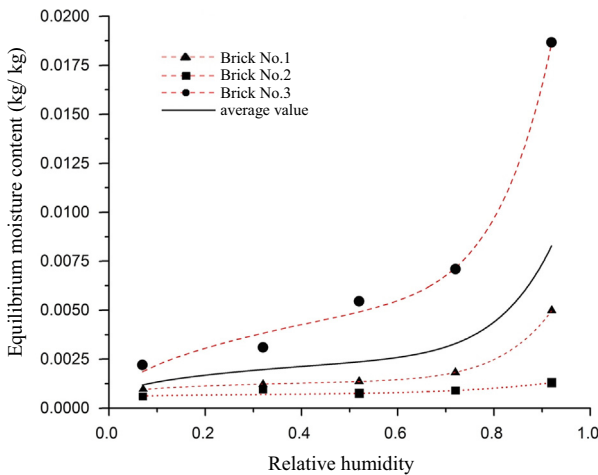 0.0200
0.0175
0.0150
0.0125
0.0100
0.0075
0.0050
0.0025
0.0000
Equilibrium moisture content (kg/ kg)
Brick No.1
Brick No.2
Brick No.3
average value
0.0 0.2 0.4 0.6 0.8 1.0
Relative humidity